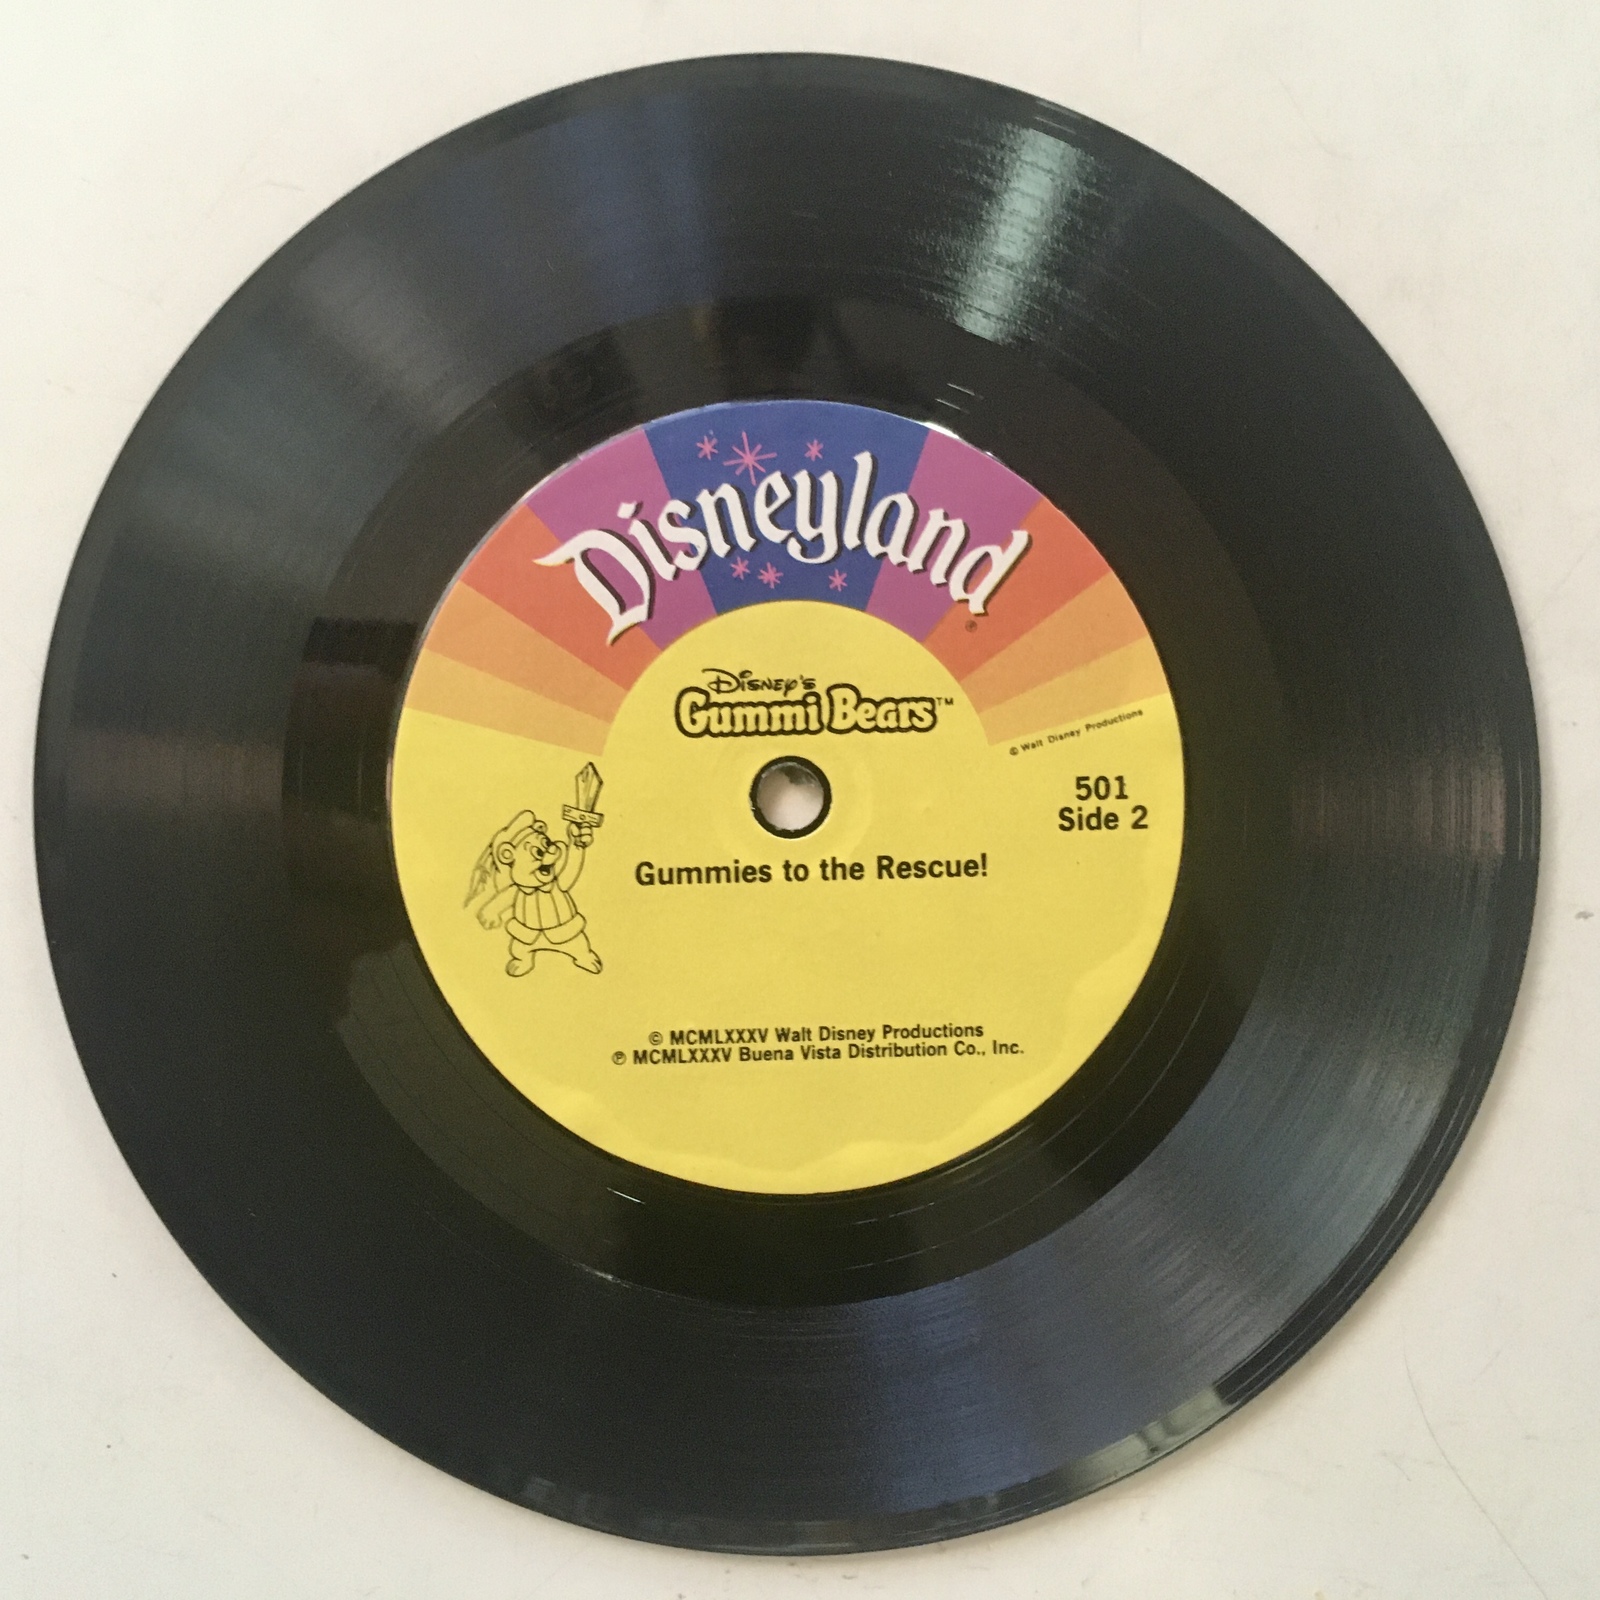 Disneyland
®
Disney's
Gummi Bears™
© Walt Disney Productions
501
Side 2
Gummies to the Rescue!
© MCMLXXXV Walt Disney Productions
℗ MCMLXXXV Buena Vista Distribution Co., Inc.